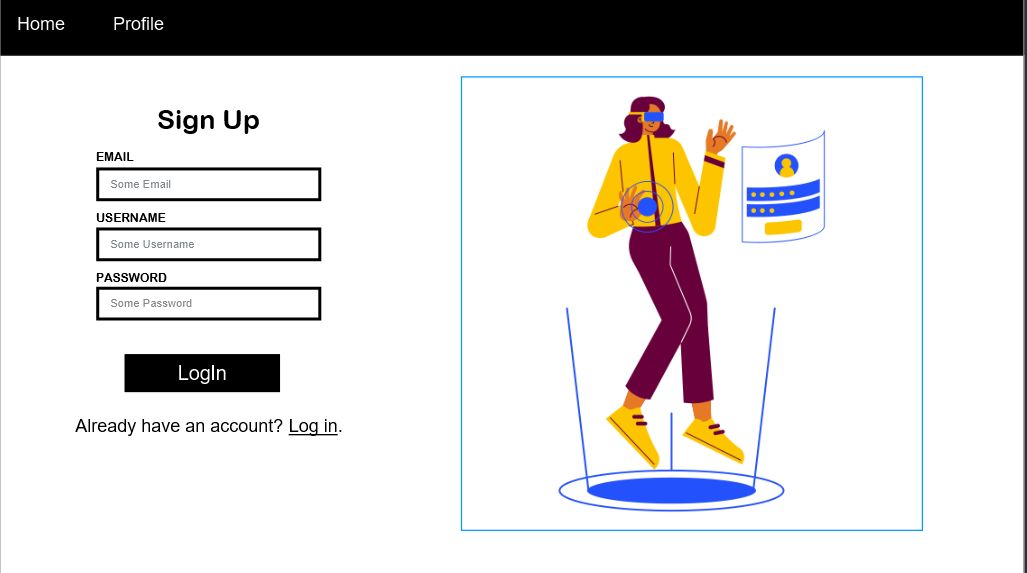 Home Profile
Sign Up
EMAIL
Some Email
USERNAME
Some Username
PASSWORD
Some Password
LogIn
Already have an account? Log in.